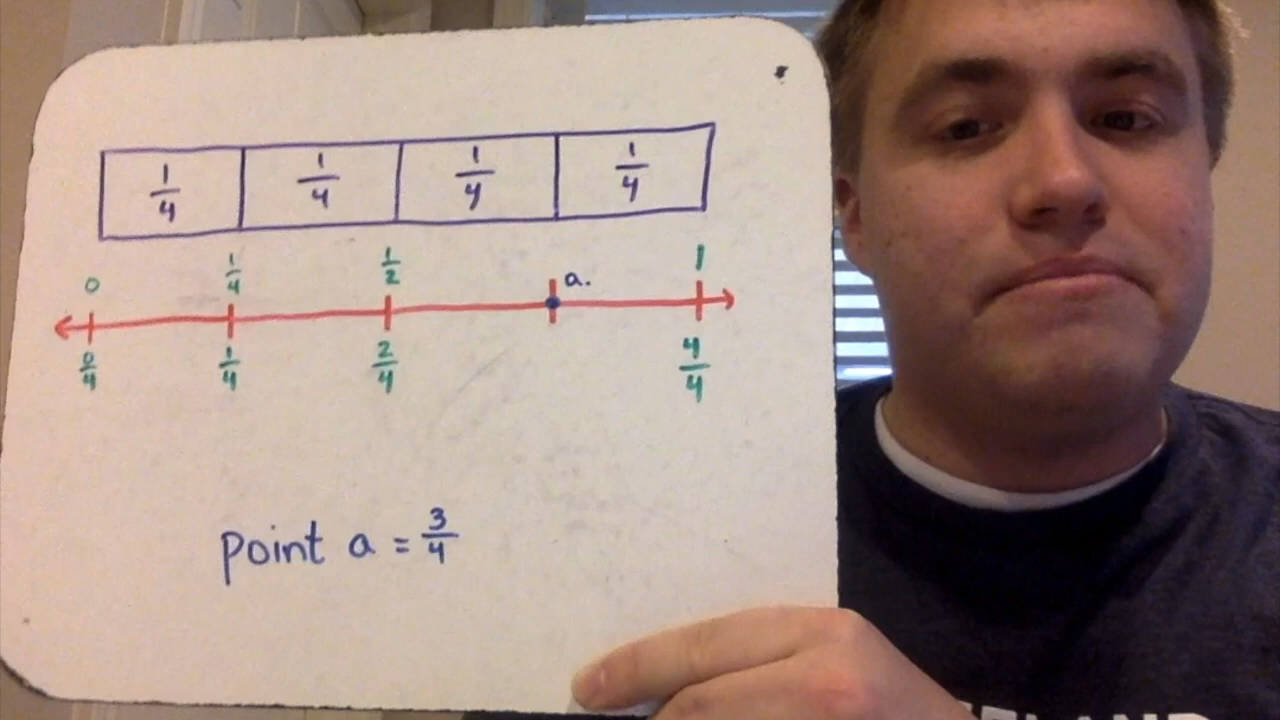 1/4 1/4 1/4 1/4
0 1/4 1/2 a. 1
0/4 1/4 2/4 4/4
point a = 3/4